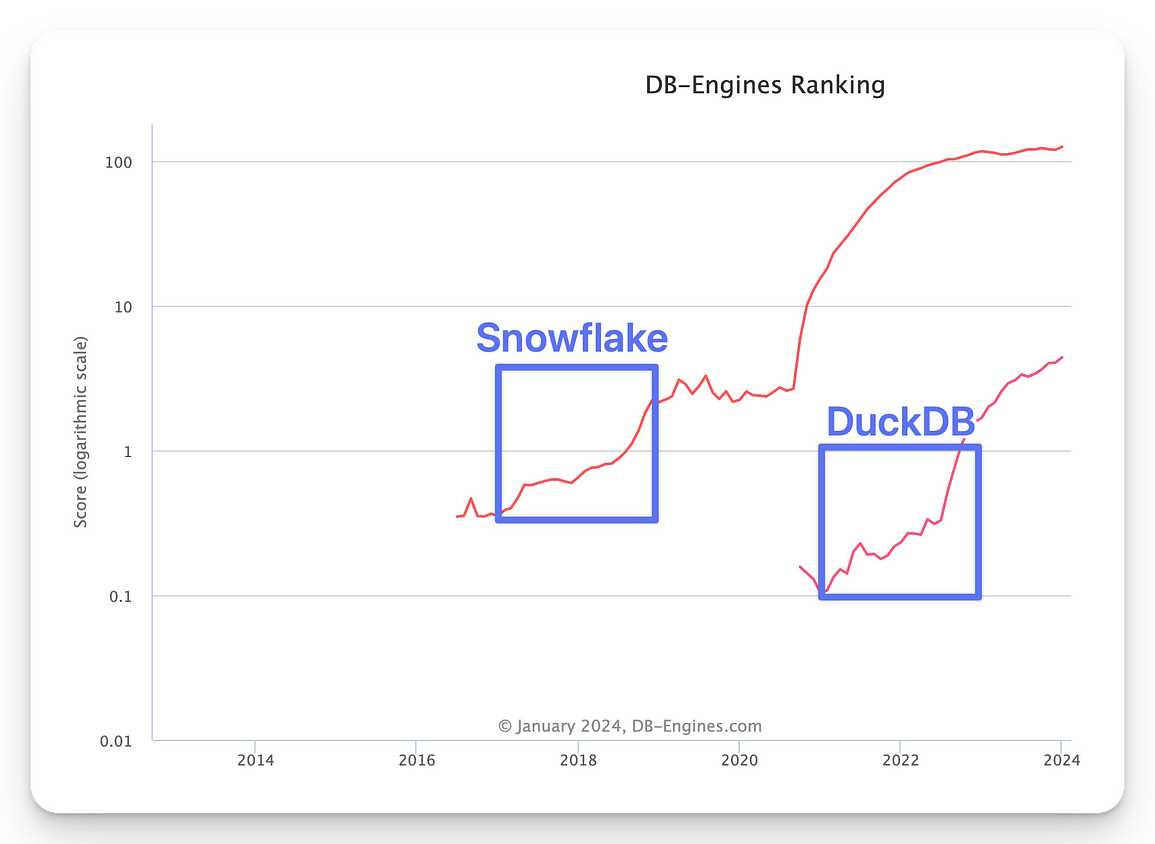 DB-Engines Ranking
Score (logarithmic scale)
100
10
1
0.1
0.01
Snowflake
DuckDB
© January 2024, DB-Engines.com
2014 2016 2018 2020 2022 2024